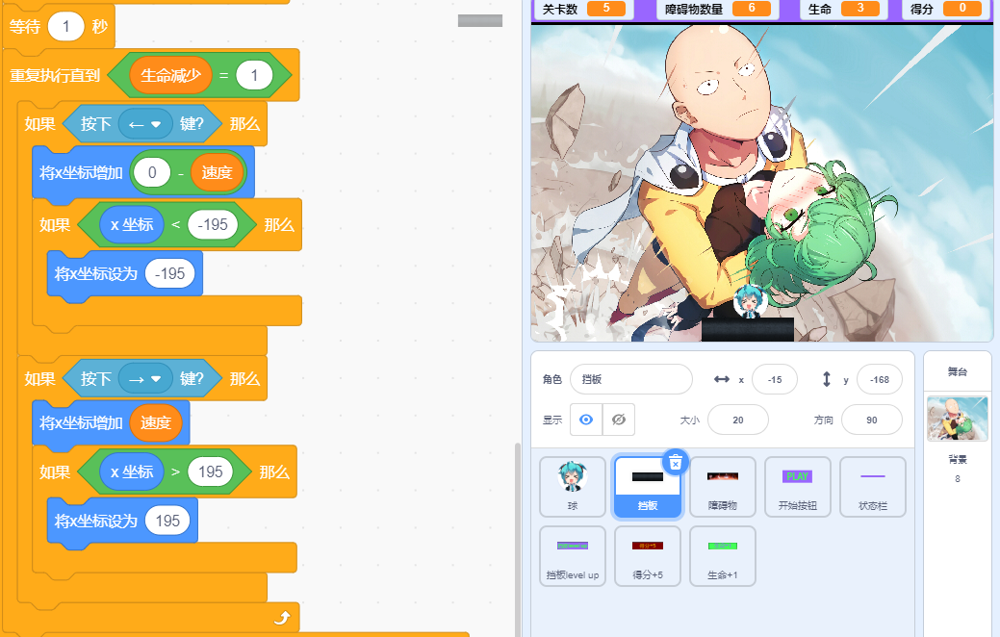 等待 1 秒
重复执行直到 生命减少 = 1
如果 按下 ← 键? 那么
将x坐标增加 0 - 速度
如果 x 坐标 < -195 那么
将x坐标设为 -195
如果 按下 → 键? 那么
将x坐标增加 速度
如果 x 坐标 > 195 那么
将x坐标设为 195
关卡数 5 障碍物数量 6 生命 3 得分 0
角色 挡板 x -15 y -168
显示 大小 20 方向 90
舞台
背景
8
PLAY
球 挡板 障碍物 开始按钮 状态栏
得分+5
挡板level up 得分+5 生命+1